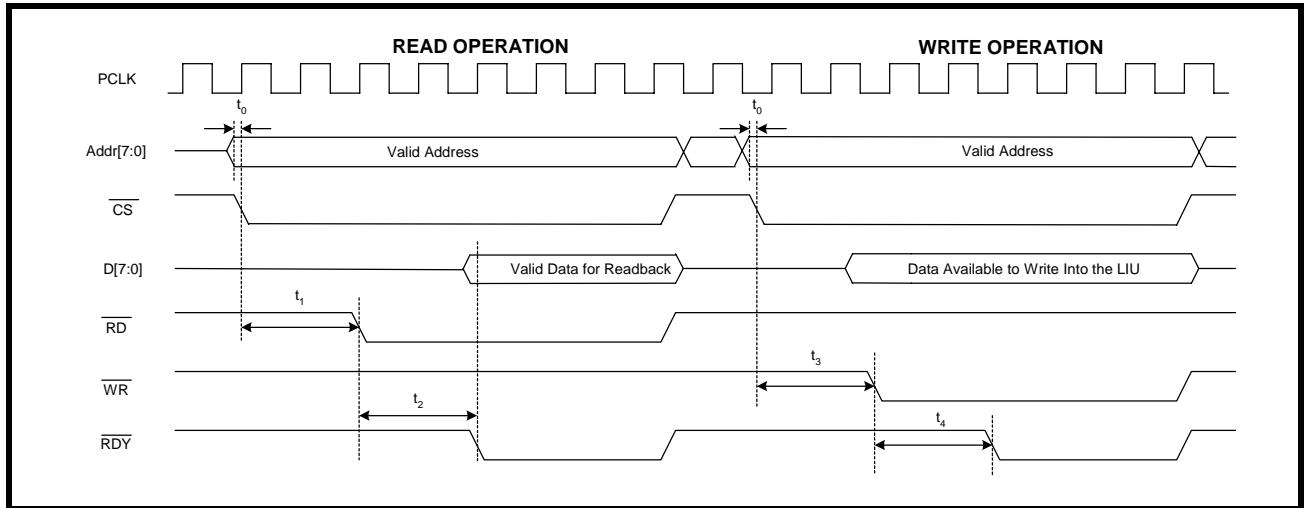 READ OPERATION WRITE OPERATION
PCLK
t0 t0
Addr[7:0] Valid Address Valid Address
CS
D[7:0] Valid Data for Readback Data Available to Write Into the LIU
t1
RD
t3
WR
t2
t4
RDY